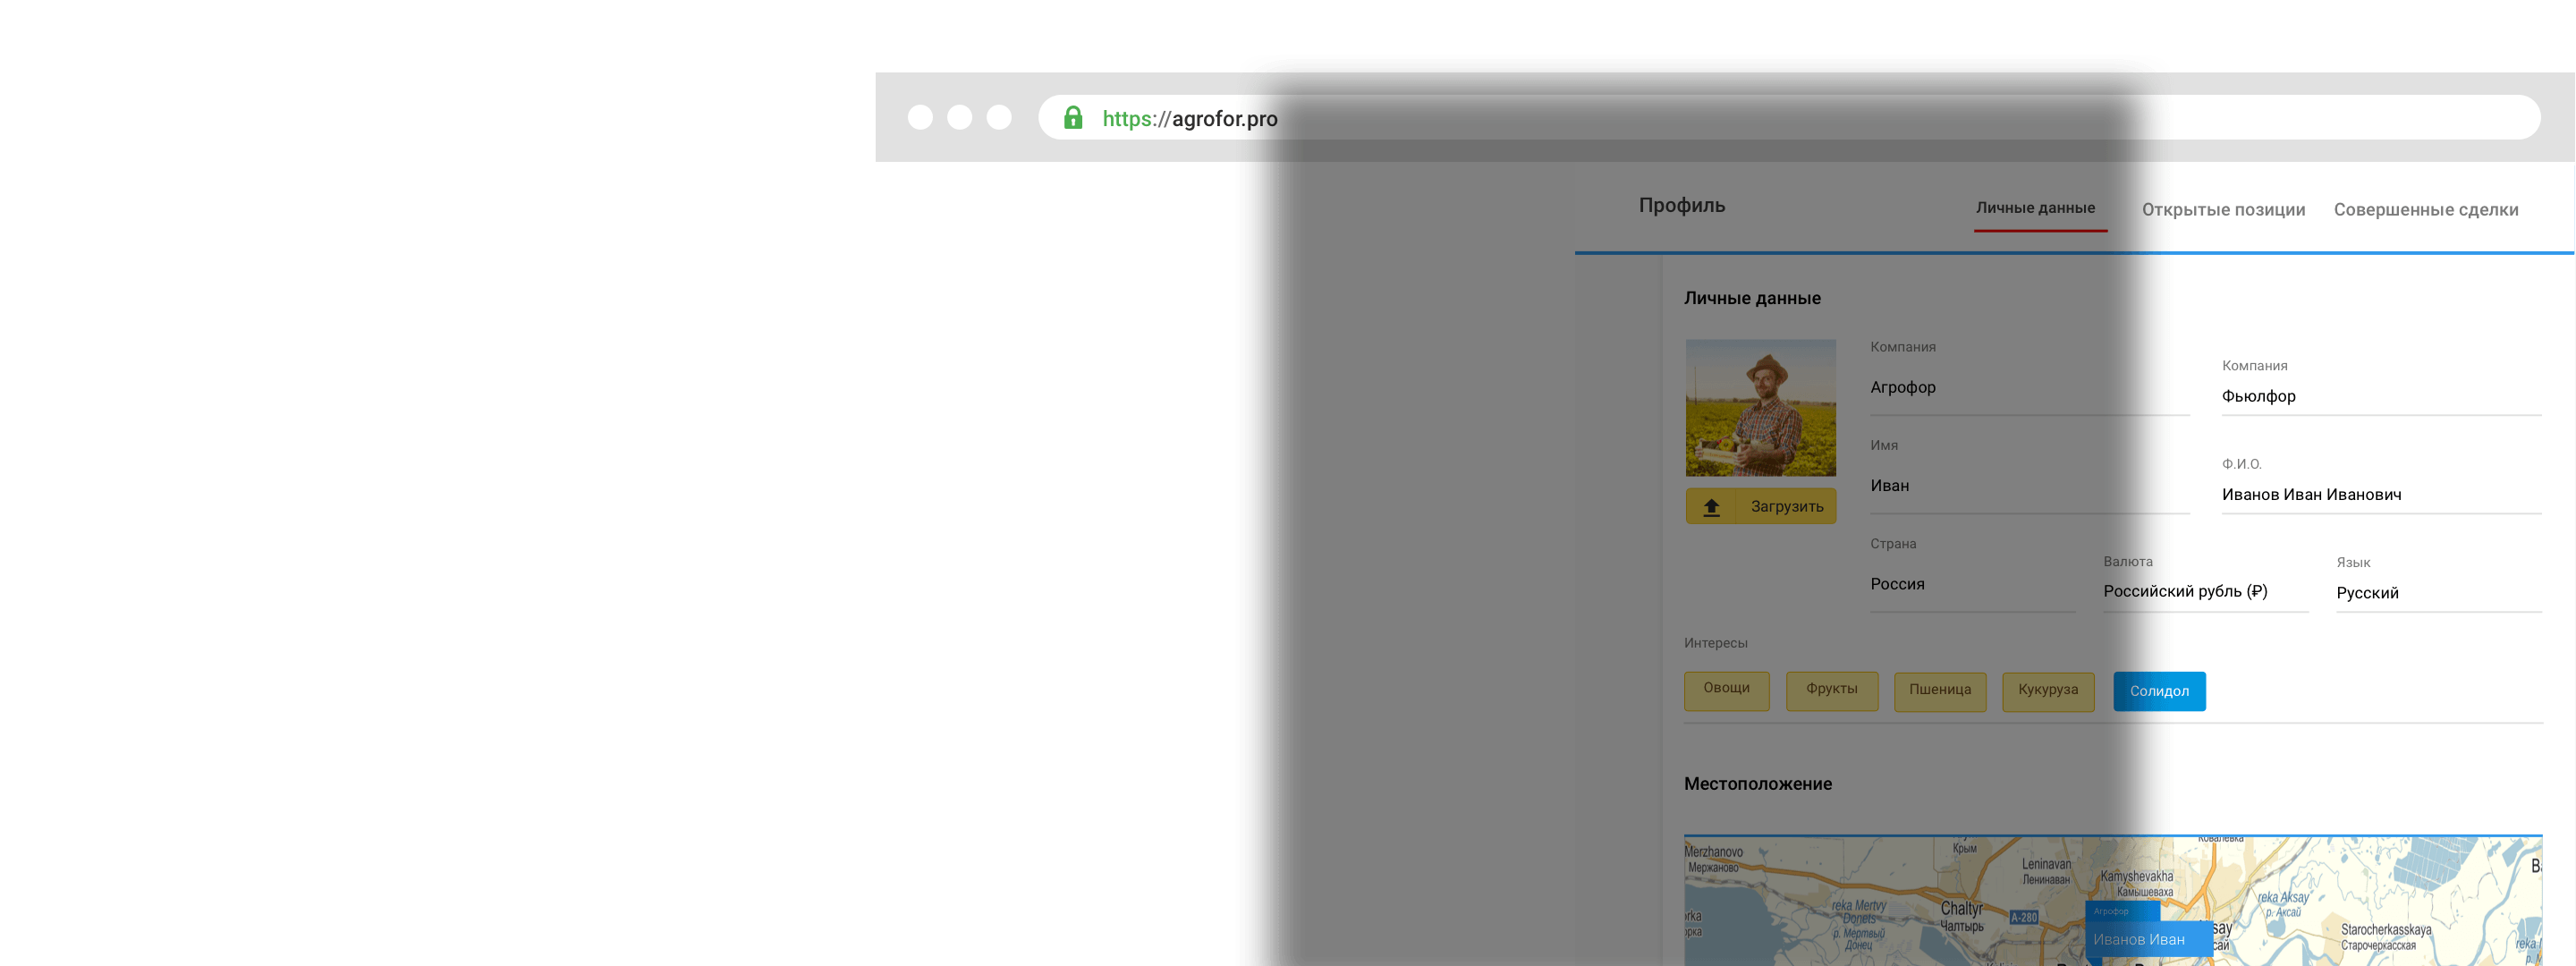 https://agrofor.pro
Профиль
Личные данные
Открытые позиции
Совершенные сделки
Личные данные
Компания
Агрофор
Компания
Фьюлфор
Имя
Иван
Ф.И.О.
Иванов Иван Иванович
Загрузить
Страна
Россия
Валюта
Российский рубль (₽)
Язык
Русский
Интересы
Овощи
Фрукты
Пшеница
Кукуруза
Солидол
Местоположение
Merzhanovo
Мержаново
Крым
Leninavan
Ленинаван
Kamyshevakha
Камышеваха
reka Aksay
р. Аксай
reka Mertvy
Donets
р. Мертвый
Донец
Chaltyr
Чалтырь
A-280
Агрофор
Иванов Иван
Starocherkasskaya
Старочеркасская